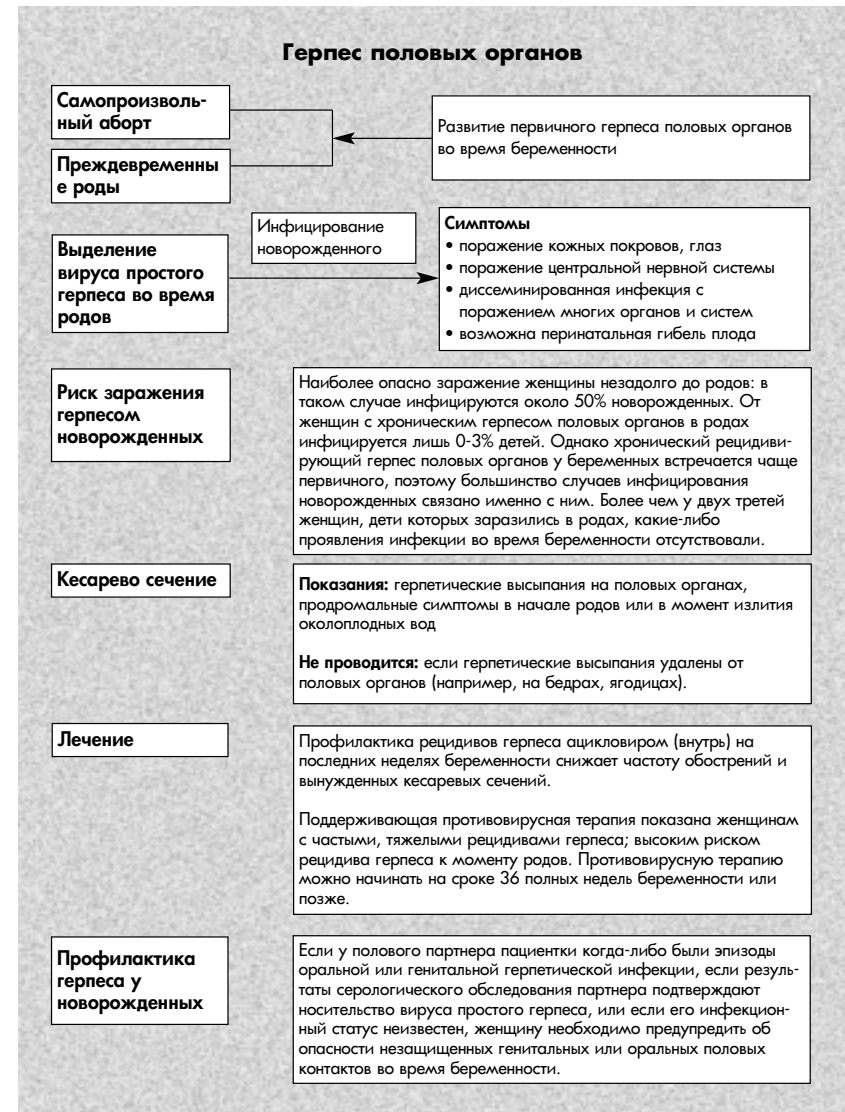 Герпес половых органов
Самопроизволь-
ный аборт
Развитие первичного герпеса половых органов
во время беременности
Преждевременны
е роды
Инфицирование
новорожденного
Выделение
вируса простого
герпеса во время
родов
Симптомы
• поражение кожных покровов, глаз
• поражение центральной нервной системы
• диссеминированная инфекция с
поражением многих органов и систем
• возможна перинатальная гибель плода
Риск заражения
герпесом
новорожденных
Наиболее опасно заражение женщины незадолго до родов: в
таком случае инфицируются около 50% новорожденных. От
женщин с хроническим герпесом половых органов в родах
инфицируется лишь 0-3% детей. Однако хронический рецидиви-
рующий герпес половых органов у беременных встречается чаще
первичного, поэтому большинство случаев инфицирования
новорожденных связано именно с ним. Более чем у двух третей
женщин, дети которых заразились в родах, какие-либо
проявления инфекции во время беременности отсутствовали.
Кесарево сечение
Показания: герпетические высыпания на половых органах,
продромальные симптомы в начале родов или в момент излития
околоплодных вод
Не проводится: если герпетические высыпания удалены от
половых органов (например, на бедрах, ягодицах).
Лечение
Профилактика рецидивов герпеса ацикловиром (внутрь) на
последних неделях беременности снижает частоту обострений и
вынужденных кесаревых сечений.
Поддерживающая противовирусная терапия показана женщинам
с частыми, тяжелыми рецидивами герпеса; высоким риском
рецидива герпеса к моменту родов. Противовирусную терапию
можно начинать на сроке 36 полных недель беременности или
позже.
Профилактика
герпеса у
новорожденных
Если у полового партнера пациентки когда-либо были эпизоды
оральной или генитальной герпетической инфекции, если резуль-
таты серологического обследования партнера подтверждают
носительство вируса простого герпеса, или если его инфекцион-
ный статус неизвестен, женщину необходимо предупредить об
опасности незащищенных генитальных или оральных половых
контактов во время беременности.